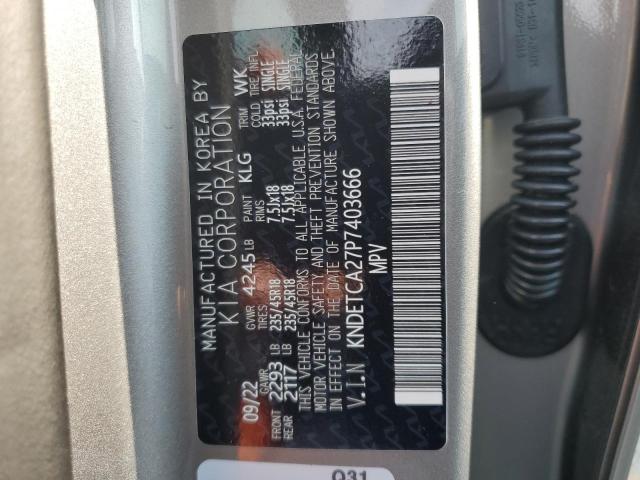 MANUFACTURED IN KOREA BY
KIA CORPORATION
09/22 GVWR 4245 LB PAINT KLG TRIM WK
GAWR TIRES RIMS COLD TIRE INFL
FRONT 2293 LB 235/45R18 7.5Jx18 33psi SINGLE
REAR 2117 LB 235/45R18 7.5Jx18 33psi SINGLE
THIS VEHICLE CONFORMS TO ALL APPLICABLE U.S.A. FEDERAL
MOTOR VEHICLE SAFETY AND THEFT PREVENTION STANDARDS
IN EFFECT ON THE DATE OF MANUFACTURE SHOWN ABOVE.
V.I.N KNDETCA27P7403666
MPV
Q31